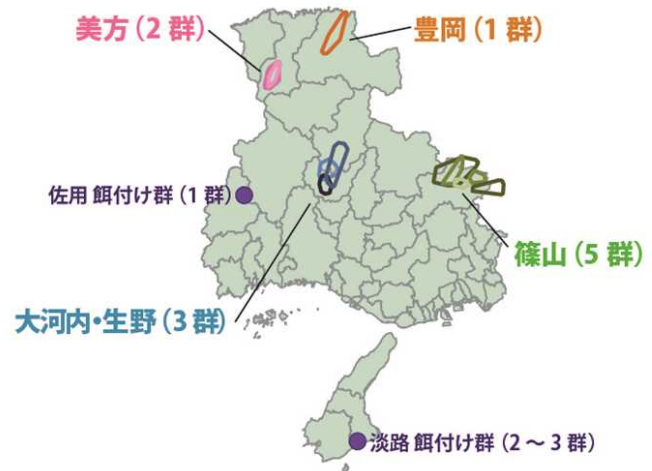 美方（2 群）
豊岡（1 群）
佐用 餌付け群（1 群）
篠山（5 群）
大河内・生野（3 群）
淡路 餌付け群（2 ～ 3 群）